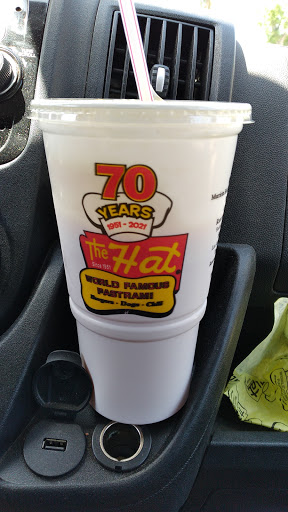 70
YEARS
1951 - 2021
The Hat
WORLD FAMOUS
PASTRAMI
Burgers - Dogs - Chili